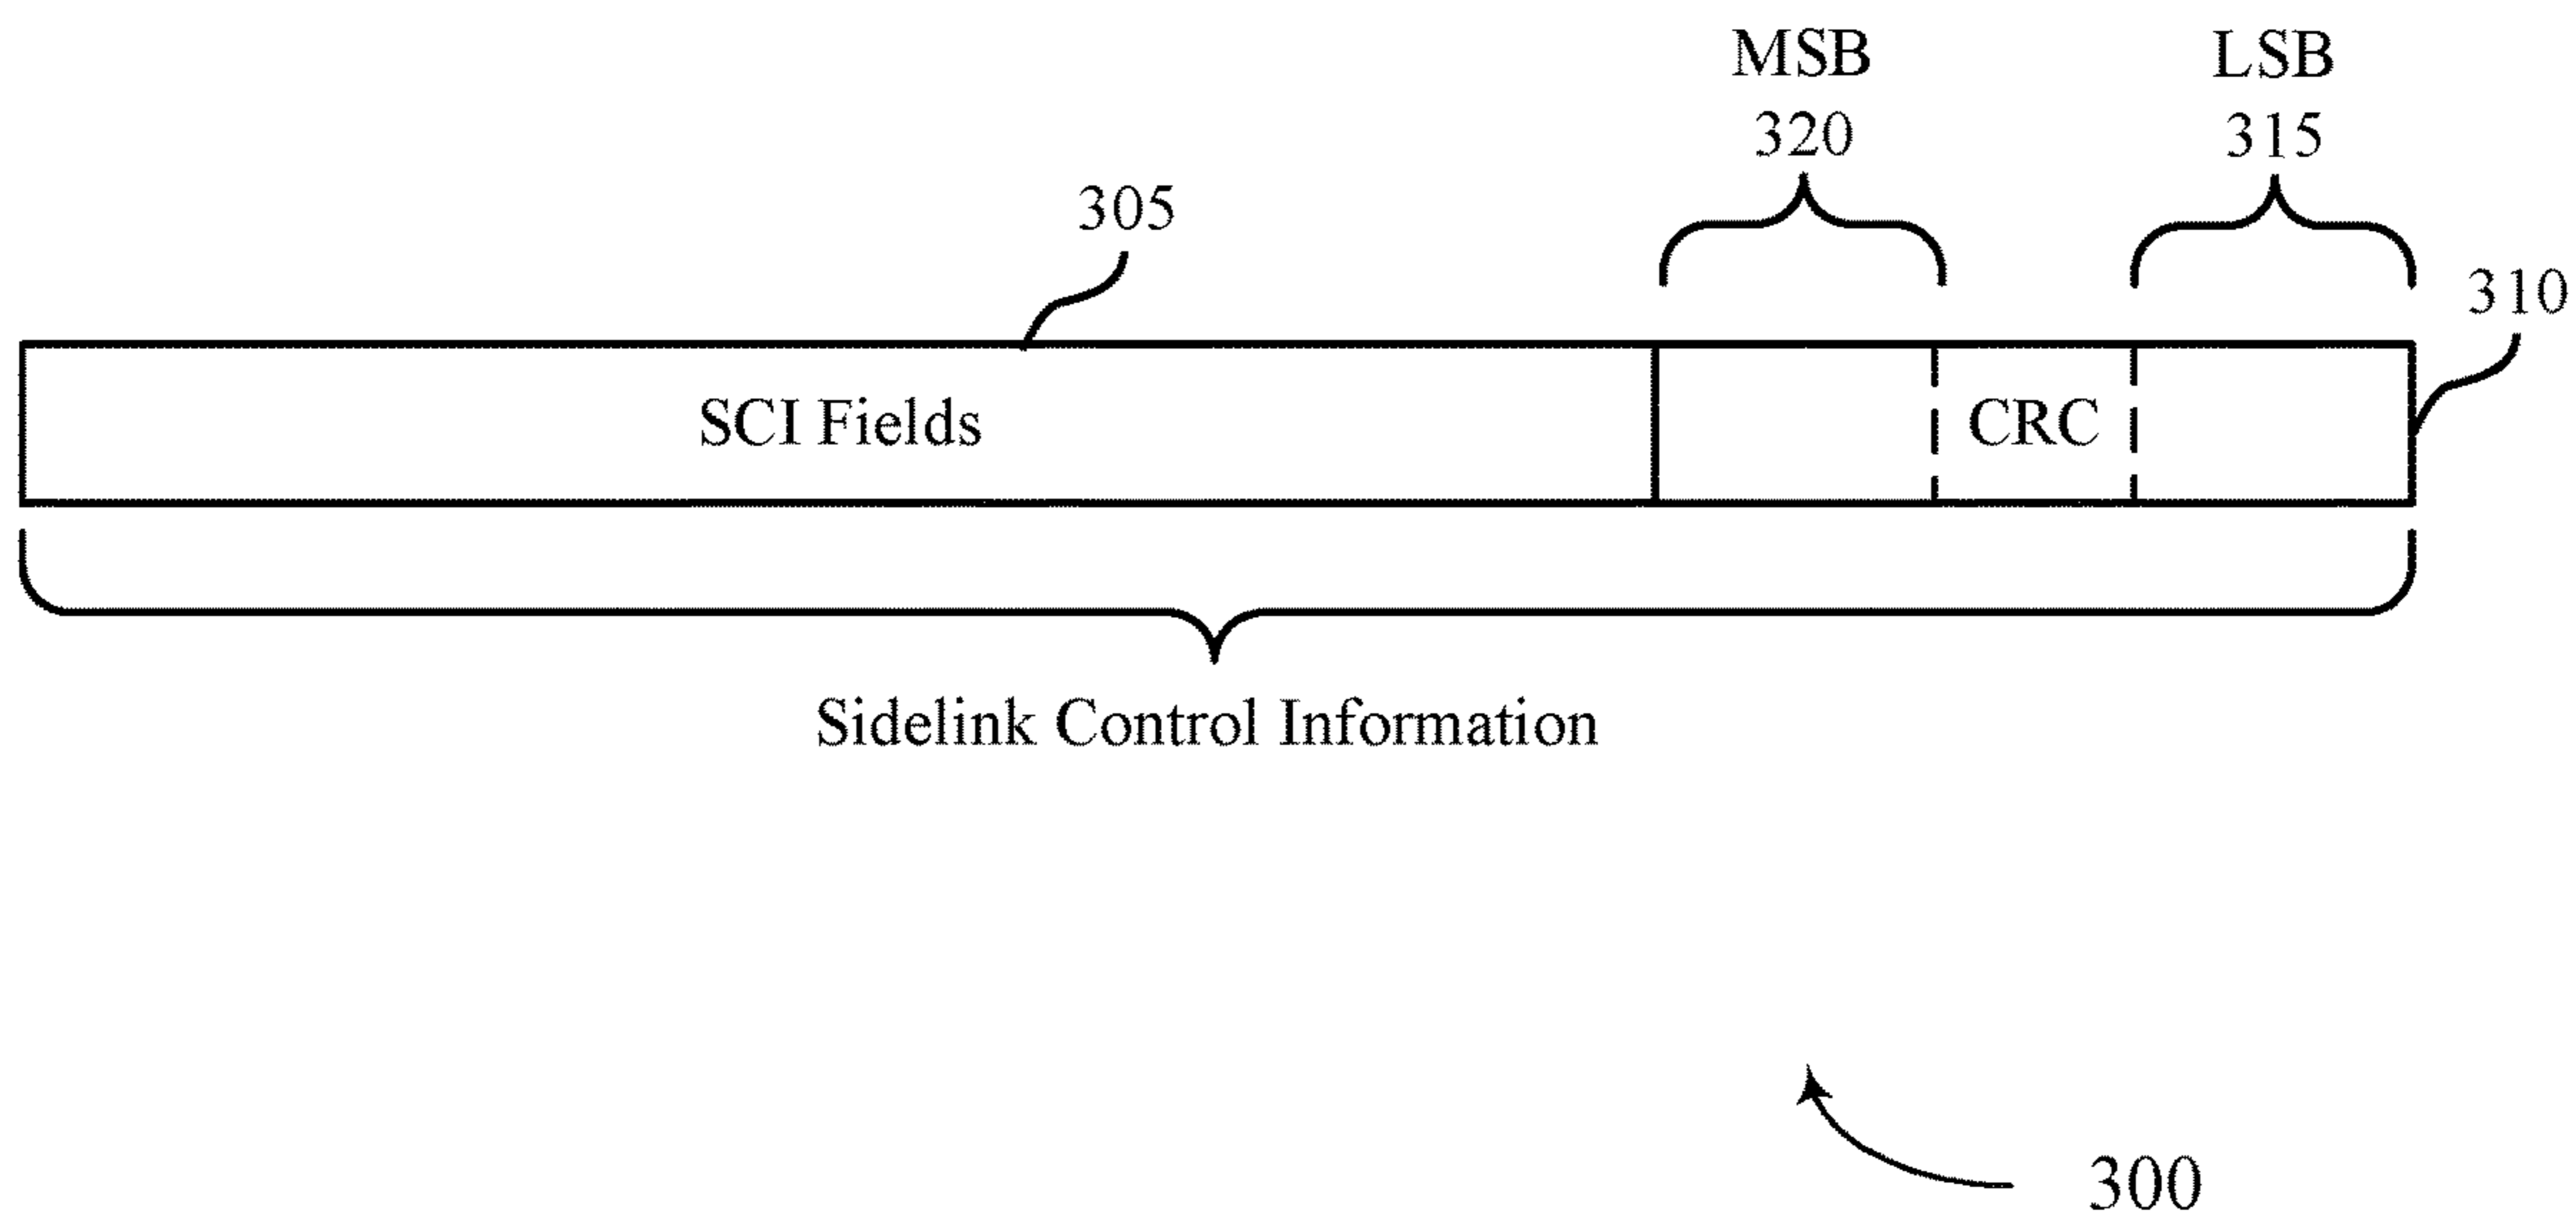 MSB
LSB
320
315
305
310
SCI Fields
CRC
Sidelink Control Information
300